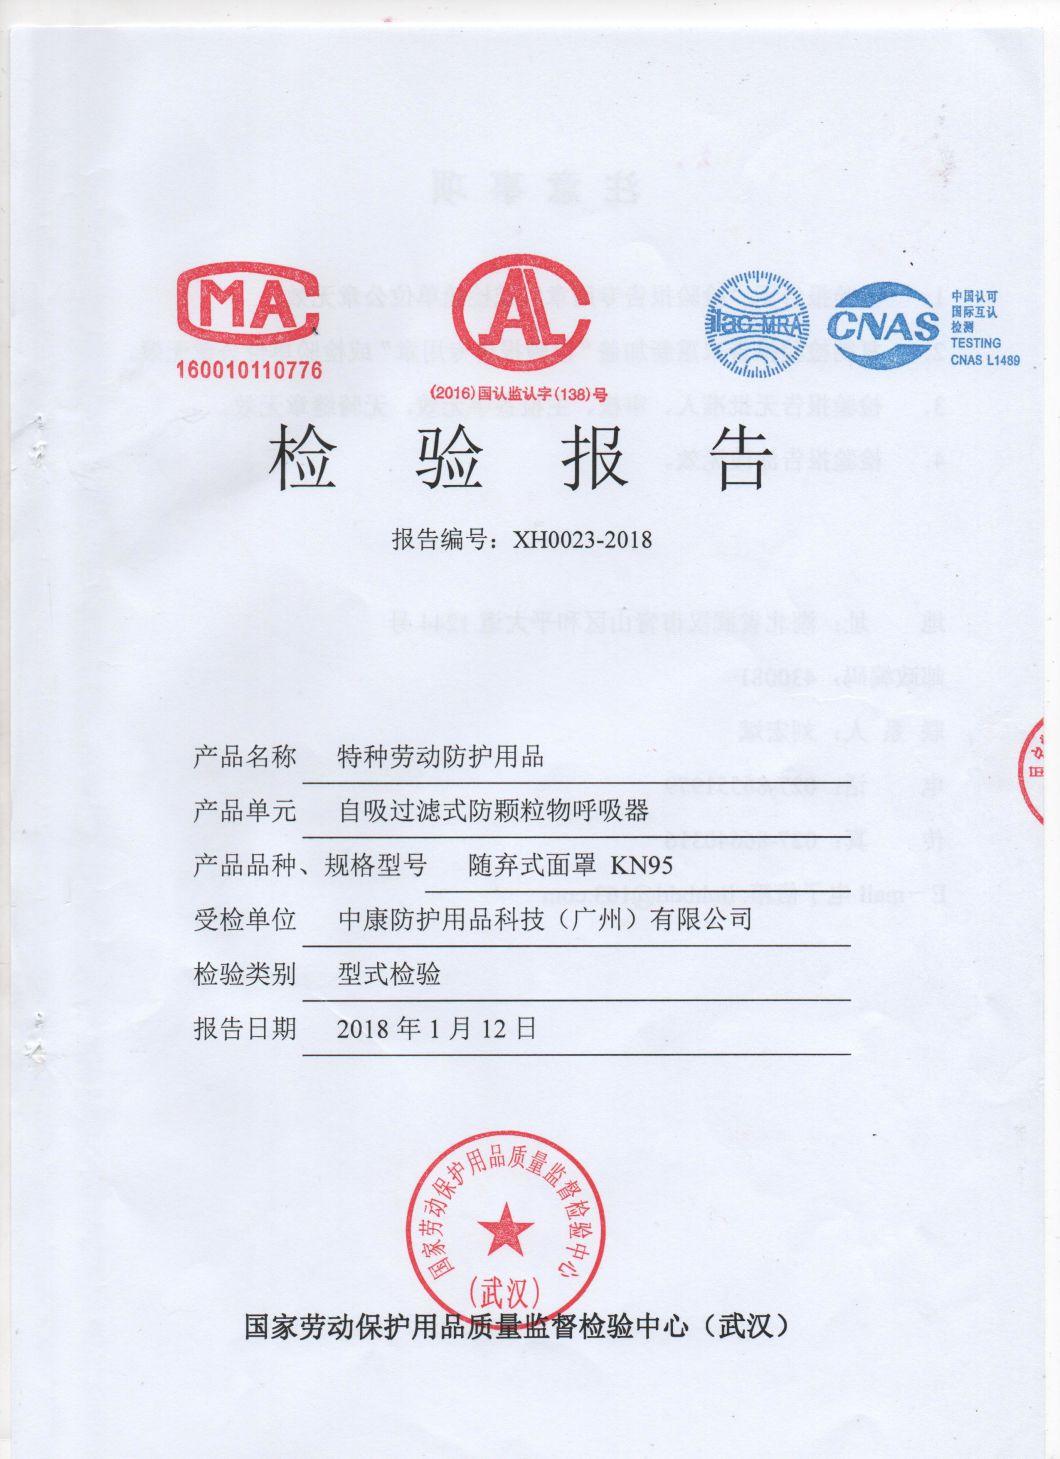 MA
160010110776
AL
(2016)国认监认字(138)号
ilac-MRA
CNAS
中国认可
国际互认
检测
TESTING
CNAS L1489
检验报告
报告编号：XH0023-2018
产品名称 特种劳动防护用品
产品单元 自吸过滤式防颗粒物呼吸器
产品品种、规格型号 随弃式面罩 KN95
受检单位 中康防护用品科技（广州）有限公司
检验类别 型式检验
报告日期 2018 年 1 月 12 日
国家劳动保护用品质量监督检验中心
（武汉）
国家劳动保护用品质量监督检验中心（武汉）